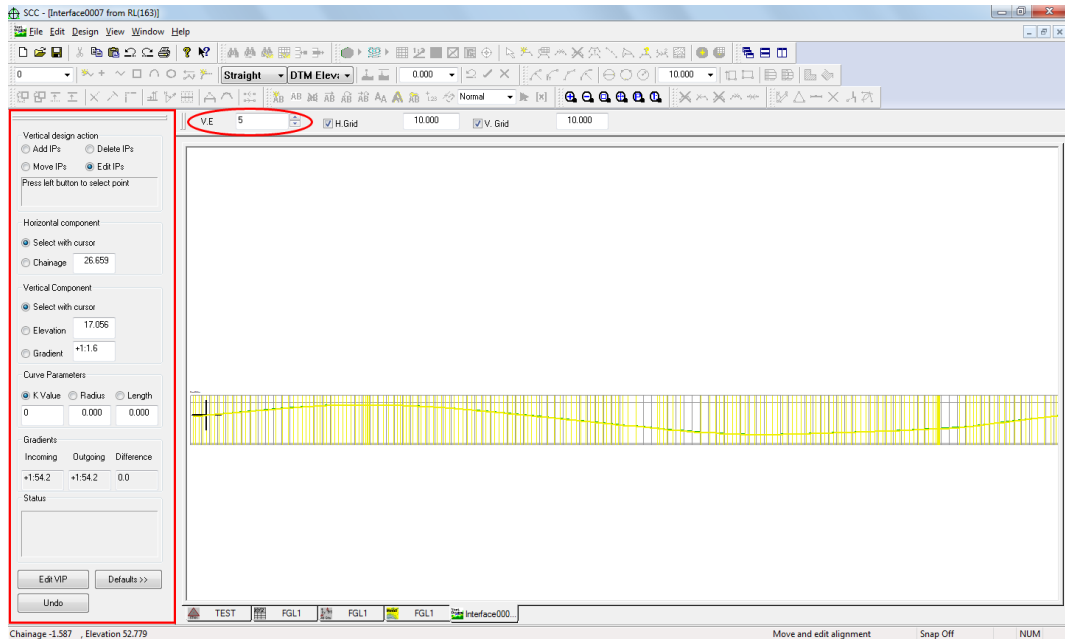 SCC - [Interface0007 from RL(163)]
File Edit Design View Window Help
0 Straight DTM Elev: 0.000 10.000
Normal
V.E 5 H.Grid 10.000 V. Grid 10.000
Vertical design action
Add IPs Delete IPs
Move IPs Edit IPs
Press left button to select point
Horizontal component
Select with cursor
Chainage 26.659
Vertical Component
Select with cursor
Elevation 17.056
Gradient +1:1.6
Curve Parameters
K Value Radius Length
0 0.000 0.000
Gradients
Incoming Outgoing Difference
+1:54.2 +1:54.2 0.0
Status
Edit VIP Defaults >>
Undo
TEST FGL1 FGL1 FGL1 Interface000...
Chainage -1.587 , Elevation 52.779 Move and edit alignment Snap Off NUM